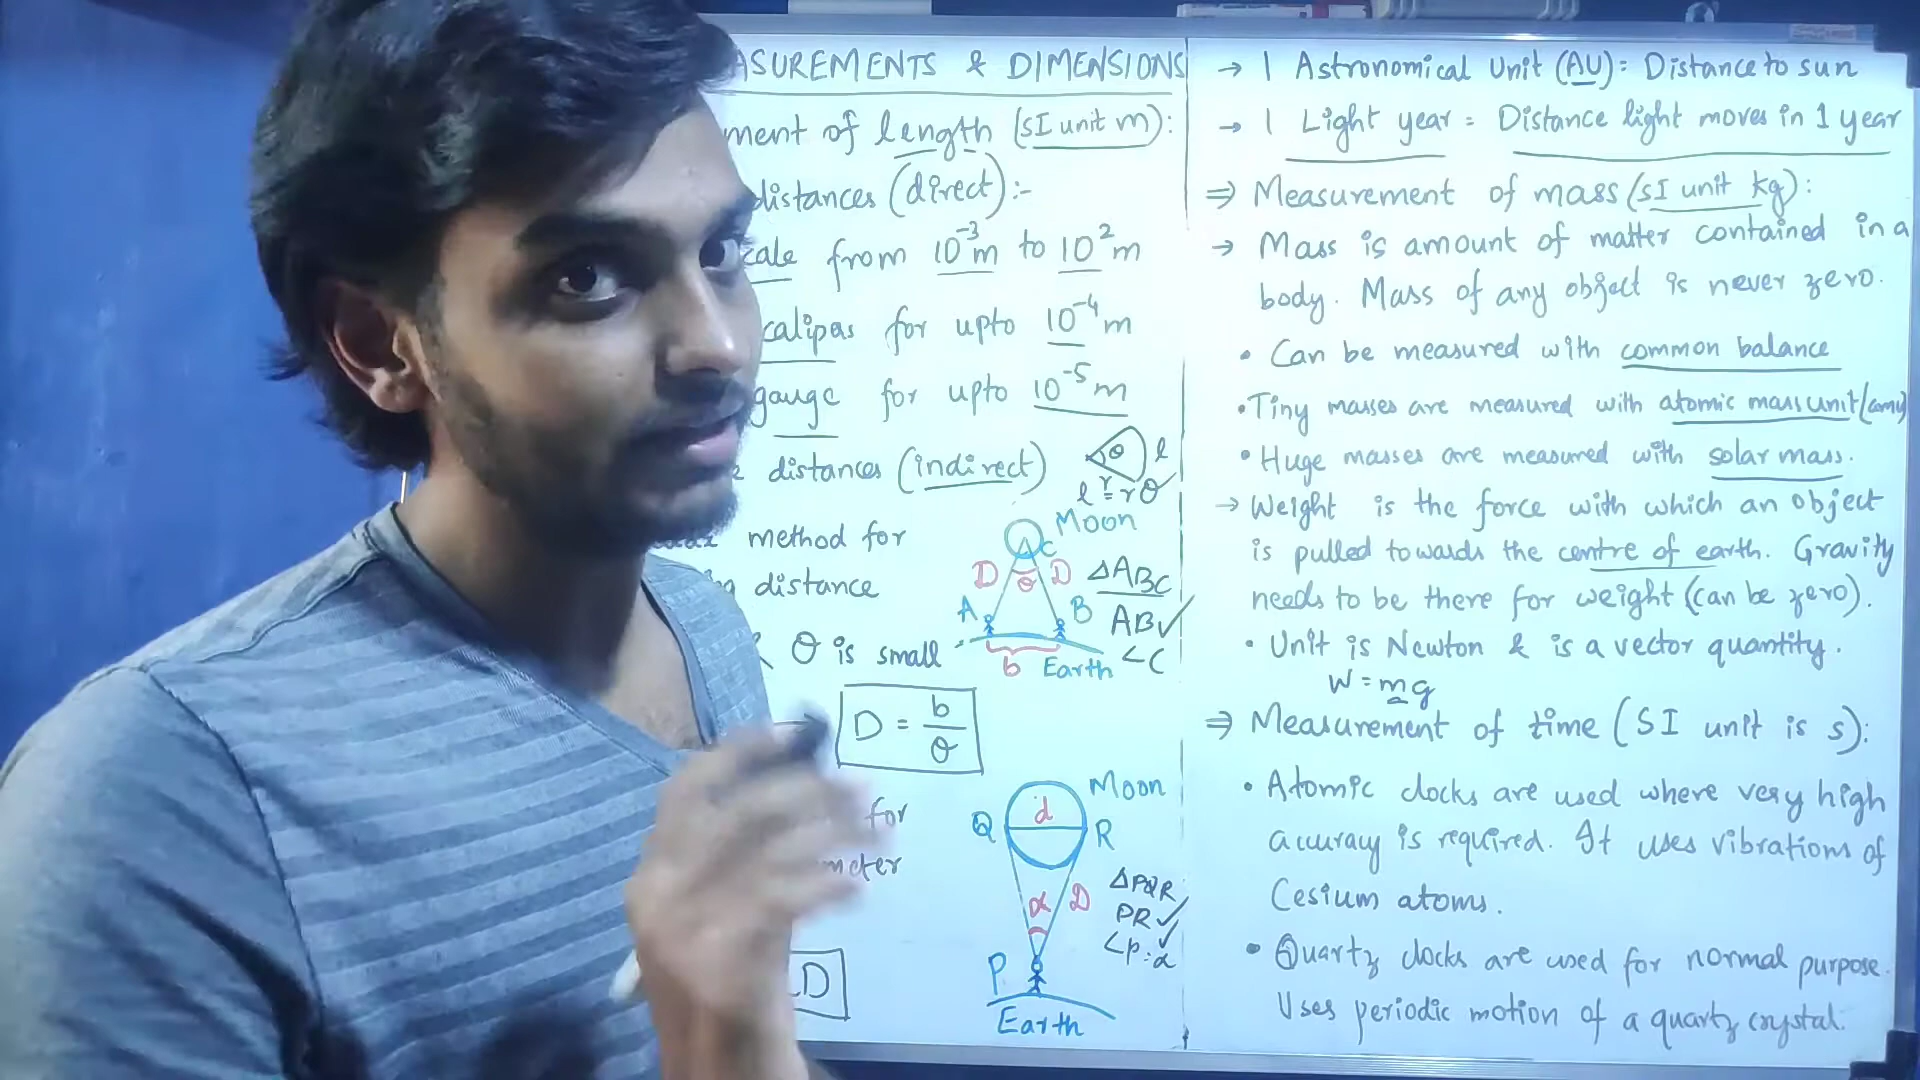 ASUREMENTS & DIMENSIONS
ment of length (SI unit m):
distances (direct):-
cale from 10⁻³m to 10² m
calipers for upto 10⁻⁴m
gauge for upto 10⁻⁵m
distances (indirect)
θ l
r
l = rθ
method for
distance
Moon
C
D θ D
A B
b Earth
ΔABC
AB✓
∠C
θ is small
D = b/θ
for
meter
D
Moon
d
Q R
α D
P
Earth
ΔPQR
PR✓
∠P = α
→ 1 Astronomical Unit (AU) = Distance to sun
→ 1 Light year = Distance light moves in 1 year
⇒ Measurement of mass (SI unit kg):
→ Mass is amount of matter contained in a
body. Mass of any object is never zero.
• Can be measured with common balance
• Tiny masses are measured with atomic mass unit (amu)
• Huge masses are measured with solar mass.
→ Weight is the force with which an object
is pulled towards the centre of earth. Gravity
needs to be there for weight (can be zero).
• Unit is Newton & is a vector quantity.
W = mg
⇒ Measurement of time (SI unit is s):
• Atomic clocks are used where very high
accuracy is required. It uses vibrations of
Cesium atoms.
• Quartz clocks are used for normal purpose.
Uses periodic motion of a quartz crystal.